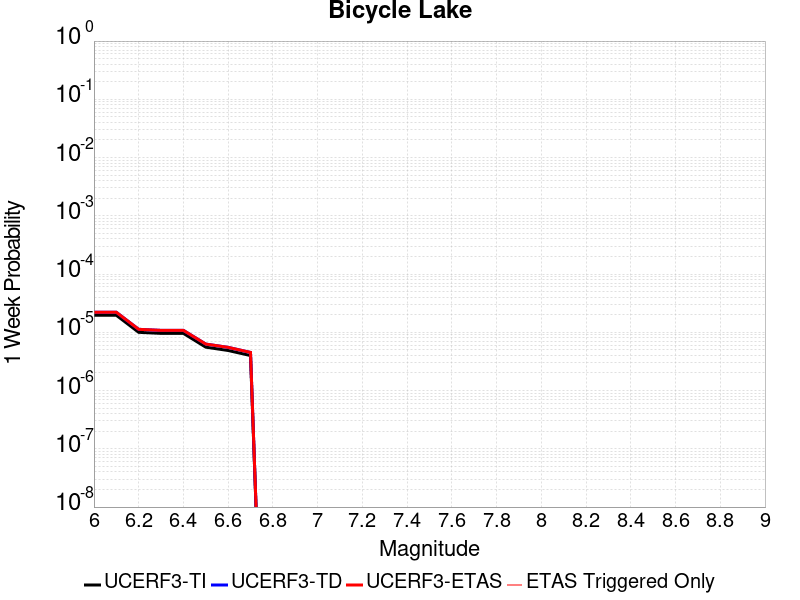 Bicycle Lake
1 Week Probability
10^0
10^-1
10^-2
10^-3
10^-4
10^-5
10^-6
10^-7
10^-8
6 6.2 6.4 6.6 6.8 7 7.2 7.4 7.6 7.8 8 8.2 8.4 8.6 8.8 9
Magnitude
UCERF3-TI UCERF3-TD UCERF3-ETAS ETAS Triggered Only